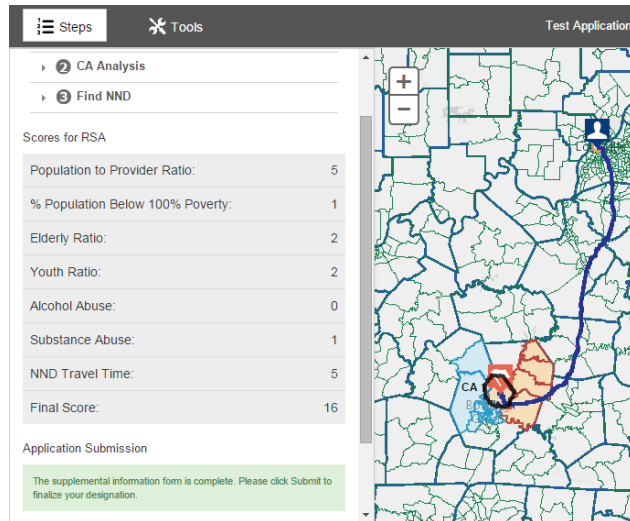 Steps
Tools
Test Application
2 CA Analysis
3 Find NND
Scores for RSA
Population to Provider Ratio: 5
% Population Below 100% Poverty: 1
Elderly Ratio: 2
Youth Ratio: 2
Alcohol Abuse: 0
Substance Abuse: 1
NND Travel Time: 5
Final Score: 16
Application Submission
The supplemental information form is complete. Please click Submit to
finalize your designation.
+
−
CA